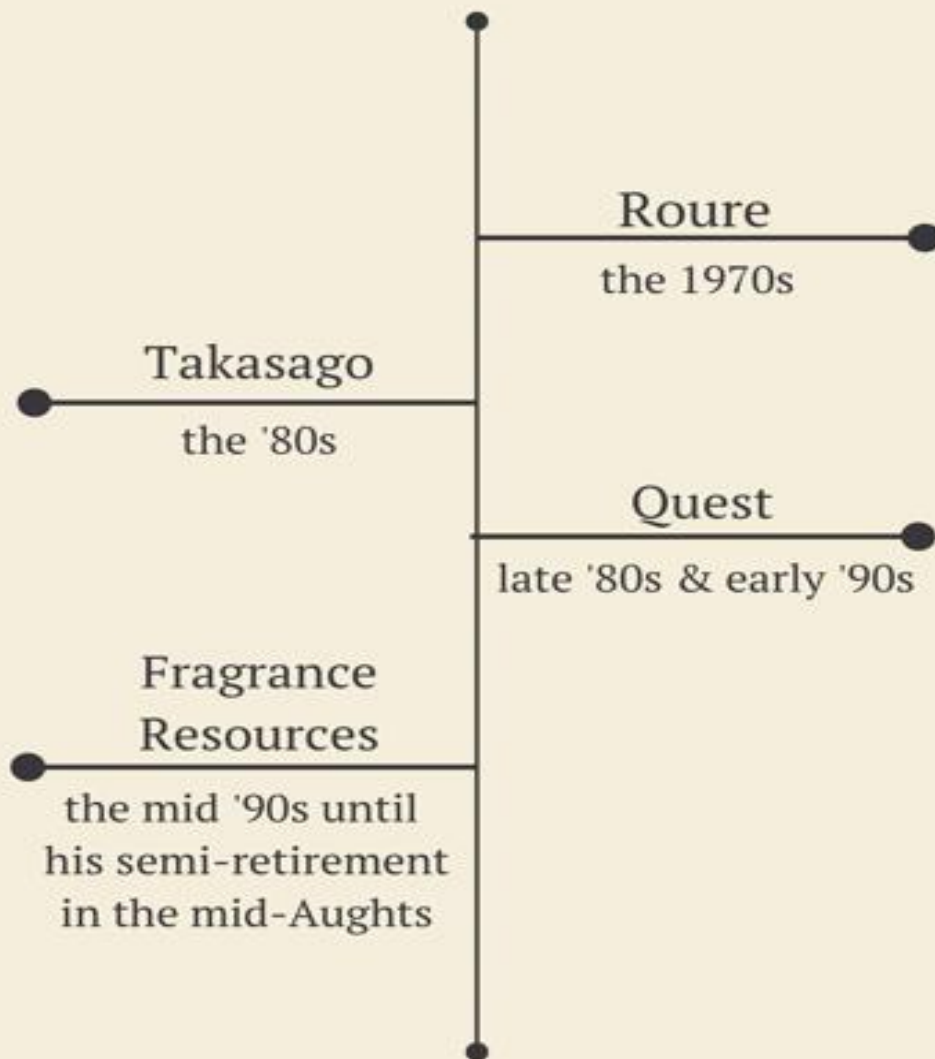 Roure
the 1970s
Takasago
the '80s
Quest
late '80s & early '90s
Fragrance
Resources
the mid '90s until
his semi-retirement
in the mid-Aughts